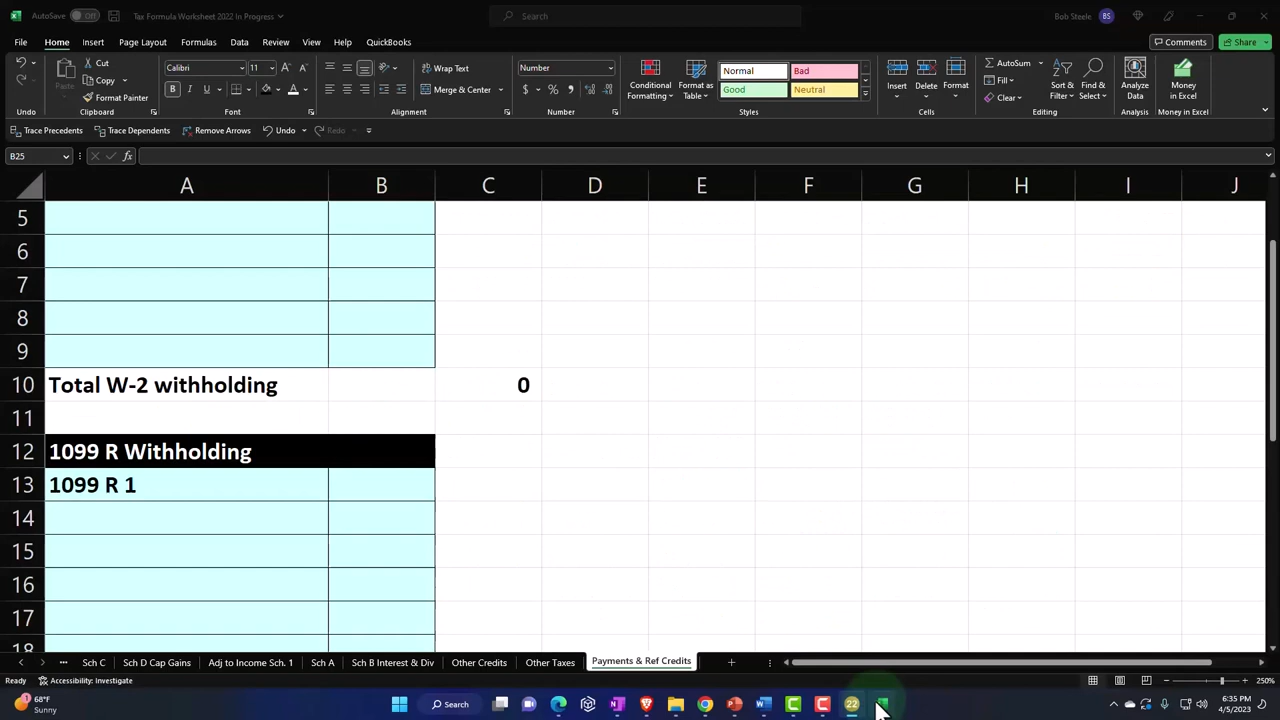 AutoSave Off Tax Formula Worksheet 2022 In Progress Search Bob Steele BS
File Home Insert Page Layout Formulas Data Review View Help QuickBooks Comments Share
Cut Calibri 11 Wrap Text Number Normal Bad AutoSum
Copy Fill
Paste Format Painter B I U Merge & Center $ % Conditional Formatting Format as Table Good Neutral Insert Delete Format Clear Sort & Filter Find & Select Analyze Data Money in Excel
Undo Clipboard Font Alignment Number Styles Cells Editing Analysis Money in Excel
Trace Precedents Trace Dependents Remove Arrows Undo Redo
B25 fx
A B C D E F G H I J
5
6
7
8
9
10 Total W-2 withholding 0
11
12 1099 R Withholding
13 1099 R 1
14
15
16
17
18
... Sch C Sch D Cap Gains Adj to Income Sch. 1 Sch A Sch B Interest & Div Other Credits Other Taxes Payments & Ref Credits
Ready Accessibility: Investigate 250%
68°F Search 22 6:35 PM
Sunny 4/5/2023